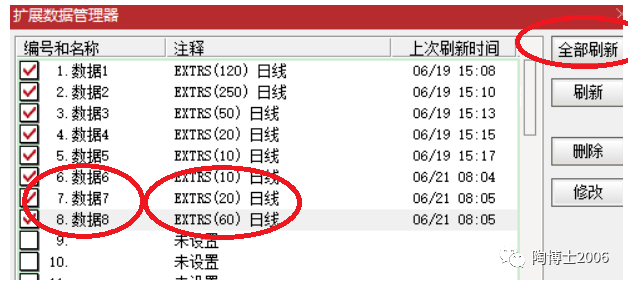 扩展数据管理器
编号和名称 注释 上次刷新时间 全部刷新
1.数据1 EXTRS(120) 日线 06/19 15:08
2.数据2 EXTRS(250) 日线 06/19 15:10 刷新
3.数据3 EXTRS(50) 日线 06/19 15:13
4.数据4 EXTRS(20) 日线 06/19 15:15
5.数据5 EXTRS(10) 日线 06/19 15:17 删除
6.数据6 EXTRS(10) 日线 06/21 08:04
7.数据7 EXTRS(20) 日线 06/21 08:05 修改
8.数据8 EXTRS(60) 日线 06/21 08:05
9. 未设置
10. 未设置
陶博士2006